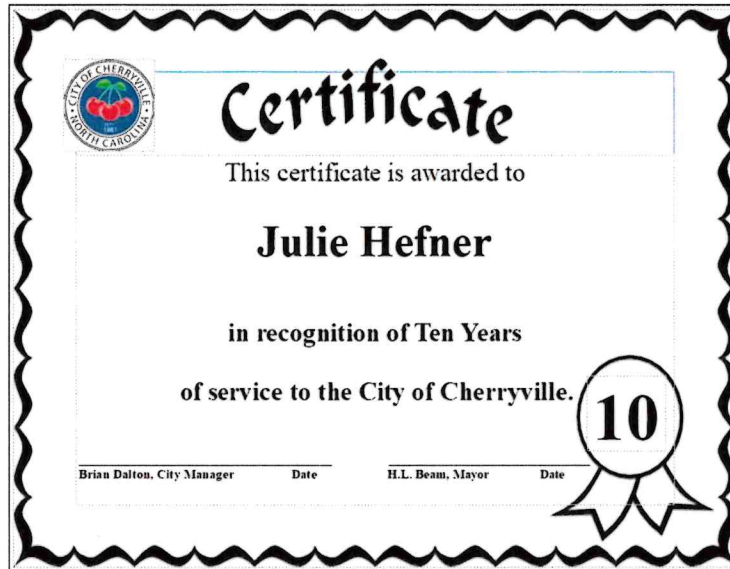 CITY OF CHERRYVILLE
NORTH CAROLINA
Certificate
This certificate is awarded to
Julie Hefner
in recognition of Ten Years
of service to the City of Cherryville.
10
Brian Dalton, City Manager Date H.L. Beam, Mayor Date